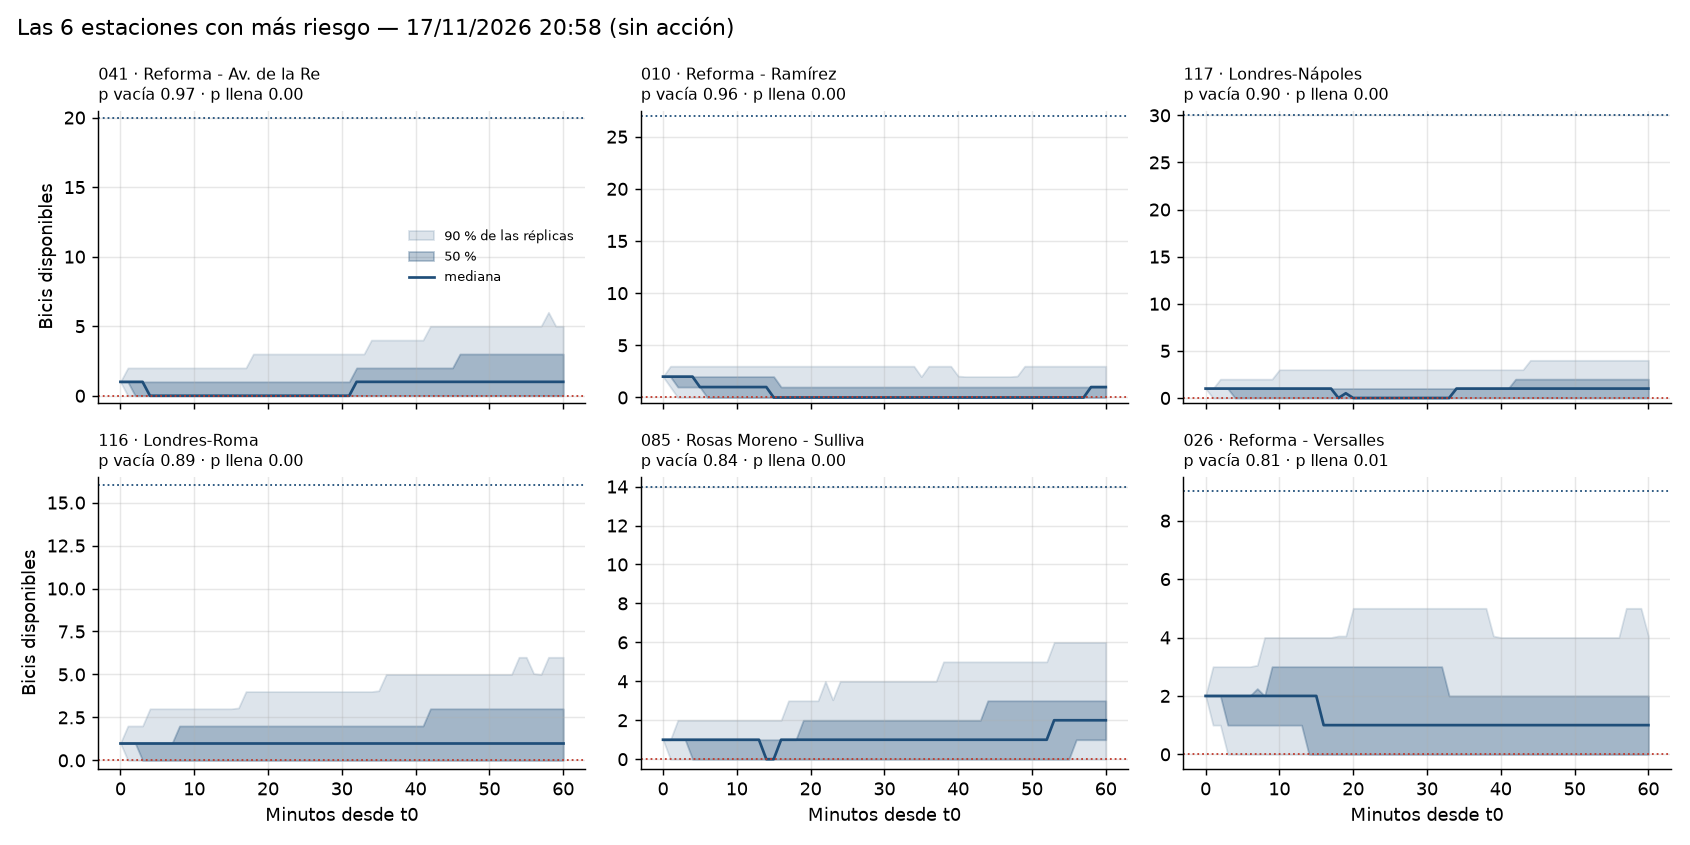 Las 6 estaciones con más riesgo — 17/11/2026 20:58 (sin acción)
041 · Reforma - Av. de la Re
p vacía 0.97 · p llena 0.00
20
15
10
5
0
Bicis disponibles
90 % de las réplicas
50 %
mediana
010 · Reforma - Ramírez
p vacía 0.96 · p llena 0.00
25
20
15
10
5
0
117 · Londres-Nápoles
p vacía 0.90 · p llena 0.00
30
25
20
15
10
5
0
116 · Londres-Roma
p vacía 0.89 · p llena 0.00
15.0
12.5
10.0
7.5
5.0
2.5
0.0
Bicis disponibles
0 10 20 30 40 50 60
Minutos desde t0
085 · Rosas Moreno - Sulliva
p vacía 0.84 · p llena 0.00
14
12
10
8
6
4
2
0
0 10 20 30 40 50 60
Minutos desde t0
026 · Reforma - Versalles
p vacía 0.81 · p llena 0.01
8
6
4
2
0
0 10 20 30 40 50 60
Minutos desde t0